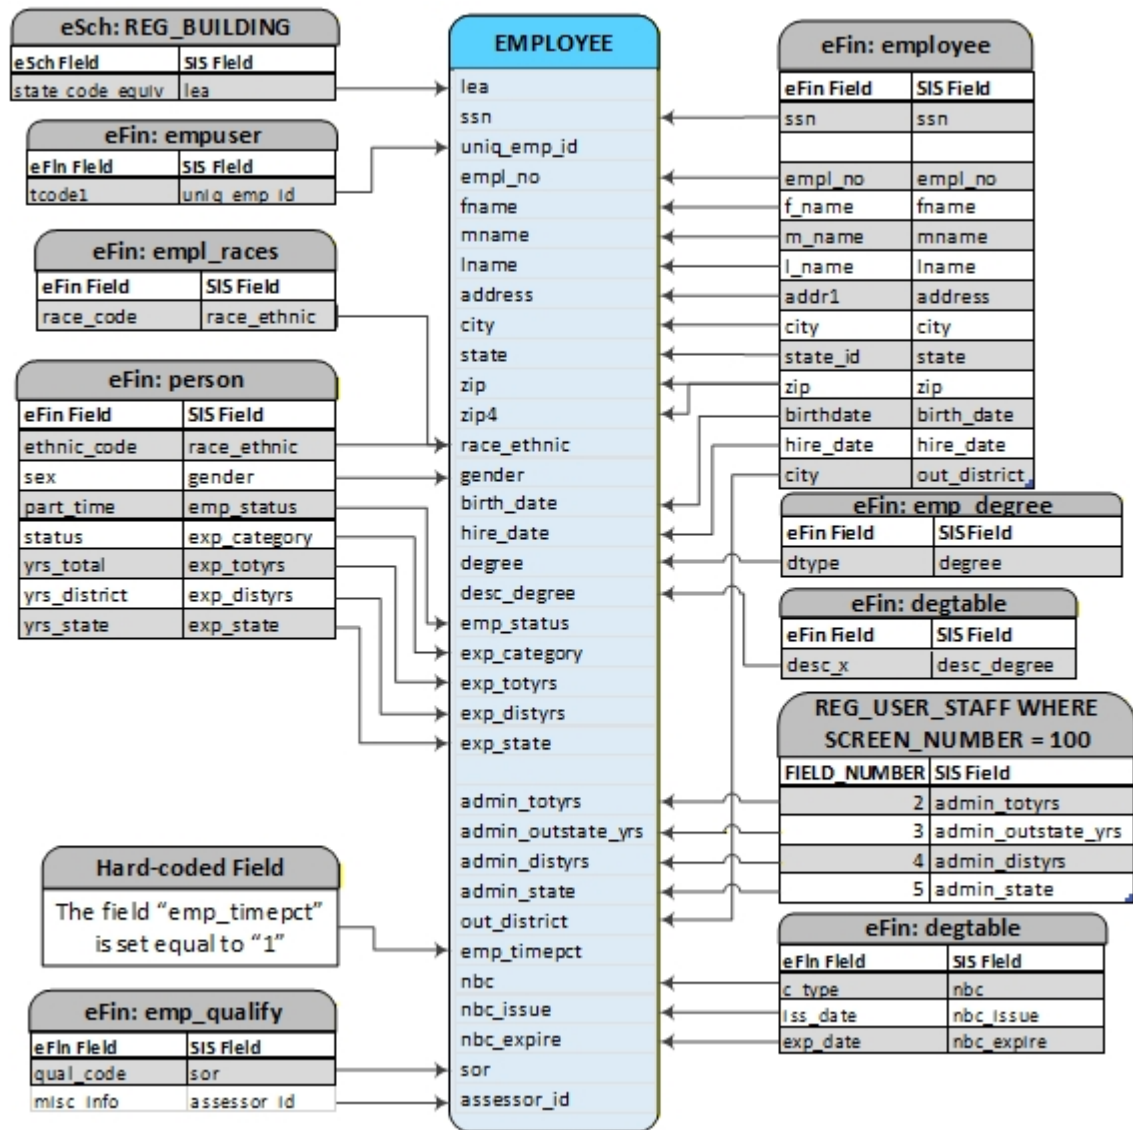 eSch: REG_BUILDING
eSch Field SIS Field
state_code_equiv lea
eFin: empuser
eFin Field SIS Field
tcode1 uniq_emp_id
eFin: empl_races
eFin Field SIS Field
race_code race_ethnic
eFin: person
eFin Field SIS Field
ethnic_code race_ethnic
sex gender
part_time emp_status
status exp_category
yrs_total exp_totyrs
yrs_district exp_distyrs
yrs_state exp_state
Hard-coded Field
The field “emp_timepct”
is set equal to “1”
eFin: emp_qualify
eFin Field SIS Field
qual_code sor
misc_info assessor_id
EMPLOYEE
lea
ssn
uniq_emp_id
empl_no
fname
mname
lname
address
city
state
zip
zip4
race_ethnic
gender
birth_date
hire_date
degree
desc_degree
emp_status
exp_category
exp_totyrs
exp_distyrs
exp_state
admin_totyrs
admin_outstate_yrs
admin_distyrs
admin_state
out_district
emp_timepct
nbc
nbc_issue
nbc_expire
sor
assessor_id
eFin: employee
eFin Field SIS Field
ssn ssn
empl_no empl_no
f_name fname
m_name mname
l_name lname
addr1 address
city city
state_id state
zip zip
birthdate birth_date
hire_date hire_date
city out_district
eFin: emp_degree
eFin Field SISField
dtype degree
eFin: degtable
eFin Field SIS Field
desc_x desc_degree
REG_USER_STAFF WHERE
SCREEN_NUMBER = 100
FIELD_NUMBER SIS Field
2 admin_totyrs
3 admin_outstate_yrs
4 admin_distyrs
5 admin_state
eFin: degtable
eFin Field SIS Field
c_type nbc
iss_date nbc_issue
exp_date nbc_expire